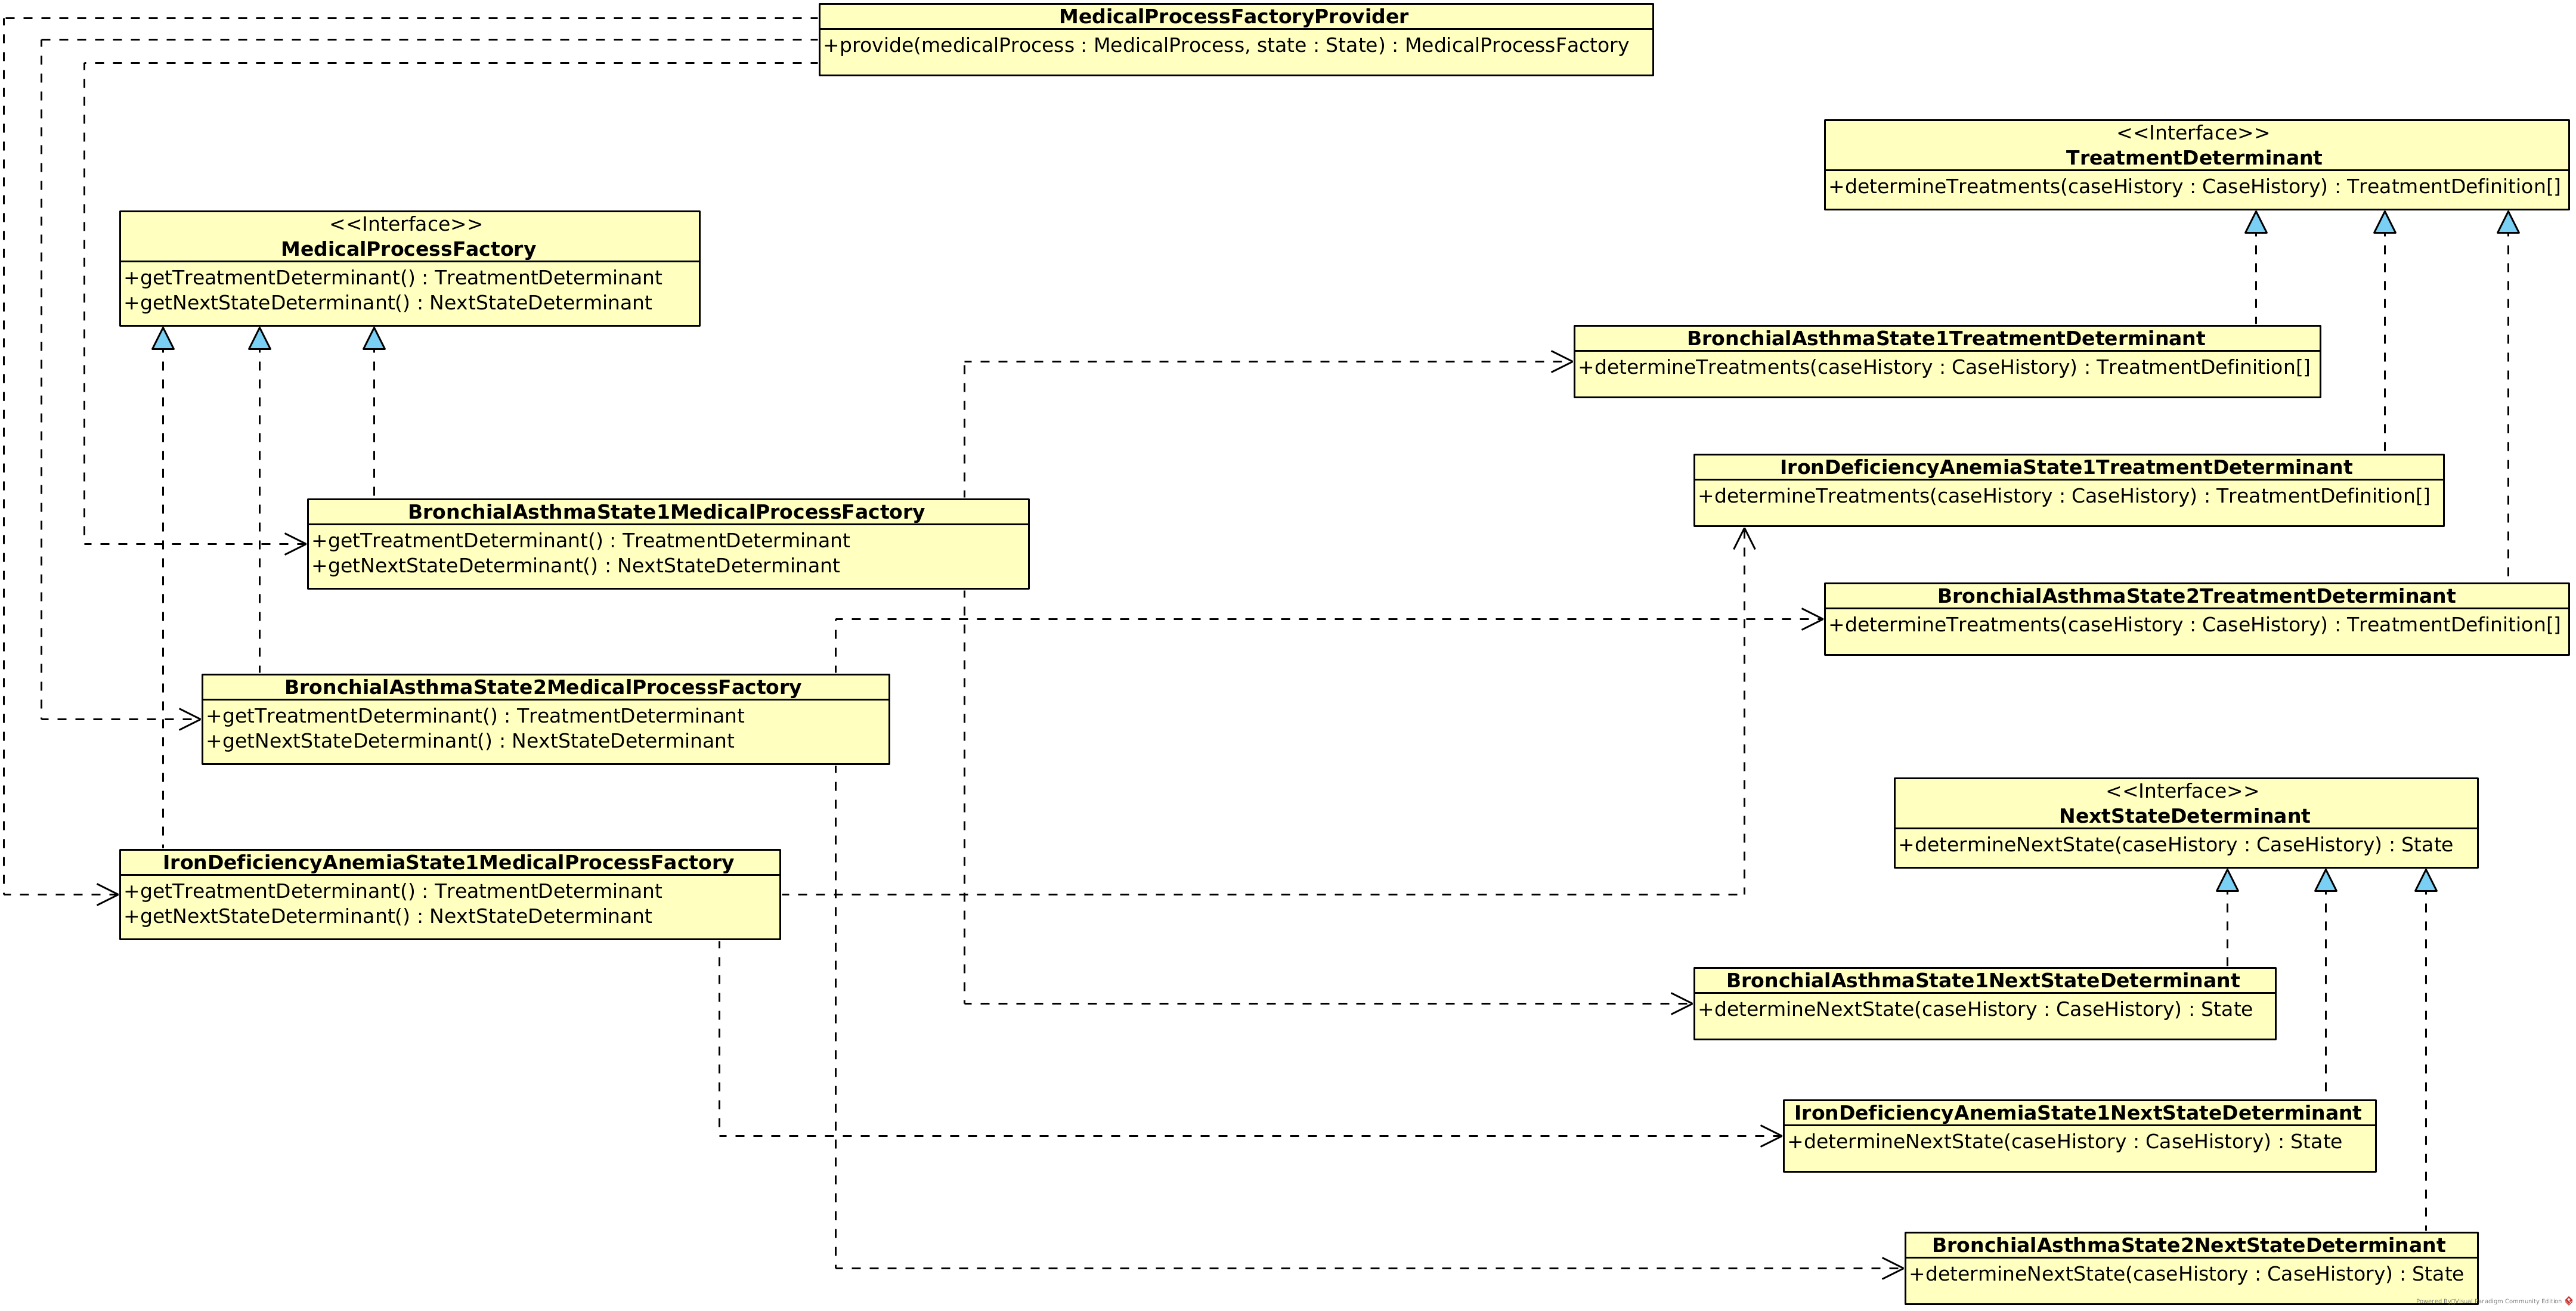 MedicalProcessFactoryProvider
+provide(medicalProcess : MedicalProcess, state : State) : MedicalProcessFactory
<<Interface>>
TreatmentDeterminant
+determineTreatments(caseHistory : CaseHistory) : TreatmentDefinition[]
<<Interface>>
MedicalProcessFactory
+getTreatmentDeterminant() : TreatmentDeterminant
+getNextStateDeterminant() : NextStateDeterminant
BronchialAsthmaState1TreatmentDeterminant
+determineTreatments(caseHistory : CaseHistory) : TreatmentDefinition[]
IronDeficiencyAnemiaState1TreatmentDeterminant
+determineTreatments(caseHistory : CaseHistory) : TreatmentDefinition[]
BronchialAsthmaState1MedicalProcessFactory
+getTreatmentDeterminant() : TreatmentDeterminant
+getNextStateDeterminant() : NextStateDeterminant
BronchialAsthmaState2TreatmentDeterminant
+determineTreatments(caseHistory : CaseHistory) : TreatmentDefinition[]
BronchialAsthmaState2MedicalProcessFactory
+getTreatmentDeterminant() : TreatmentDeterminant
+getNextStateDeterminant() : NextStateDeterminant
<<Interface>>
NextStateDeterminant
+determineNextState(caseHistory : CaseHistory) : State
IronDeficiencyAnemiaState1MedicalProcessFactory
+getTreatmentDeterminant() : TreatmentDeterminant
+getNextStateDeterminant() : NextStateDeterminant
BronchialAsthmaState1NextStateDeterminant
+determineNextState(caseHistory : CaseHistory) : State
IronDeficiencyAnemiaState1NextStateDeterminant
+determineNextState(caseHistory : CaseHistory) : State
BronchialAsthmaState2NextStateDeterminant
+determineNextState(caseHistory : CaseHistory) : State
Powered By Visual Paradigm Community Edition